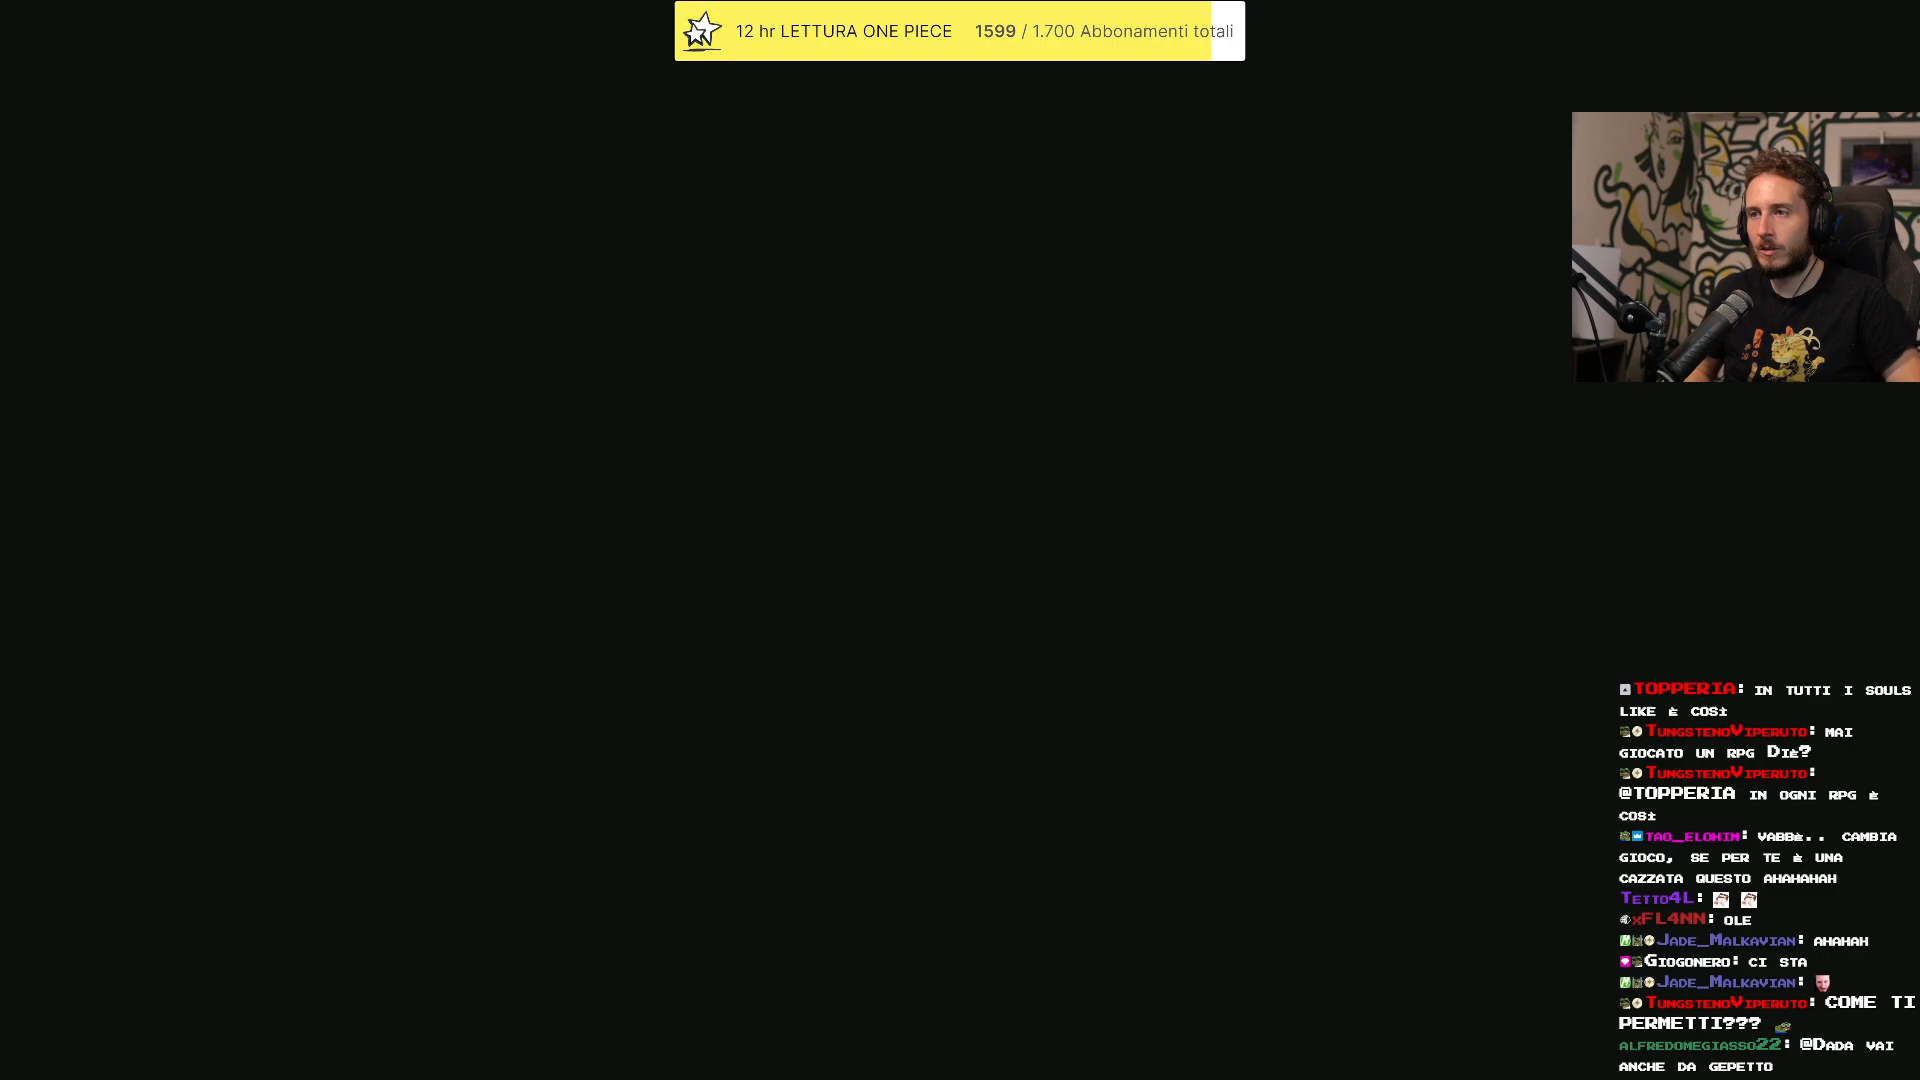 12 hr LETTURA ONE PIECE 1599 / 1.700 Abbonamenti totali
TOPPERIA: IN TUTTI I SOULS
LIKE È COSÌ
TungstenoViperuto: MAI
GIOCATO UN RPG DIÈ?
TungstenoViperuto:
@TOPPERIA IN OGNI RPG È
COSÌ
TAO_ELOHIM: VABBÈ.. CAMBIA
GIOCO, SE PER TE È UNA
CAZZATA QUESTO AHAHAHAH
Tetto4L:
xFL4NN: OLE
Jade_Malkavian: AHAHAH
Giogonero: CI STA
Jade_Malkavian:
TungstenoViperuto: COME TI
PERMETTI???
ALFREDOMEGIASSO22: @Dada VAI
ANCHE DA GEPETTO